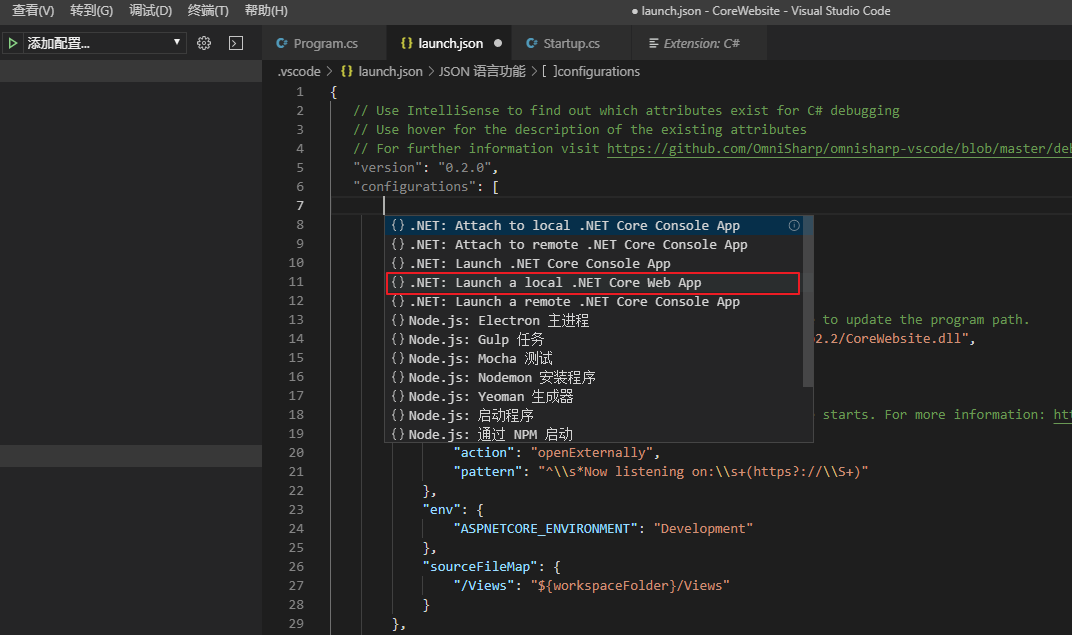 查看(V) 转到(G) 调试(D) 终端(T) 帮助(H) ● launch.json - CoreWebsite - Visual Studio Code
添加配置... Program.cs {} launch.json ● Startup.cs Extension: C#
.vscode > {} launch.json > JSON 语言功能 > [ ]configurations
1 {
2 // Use IntelliSense to find out which attributes exist for C# debugging
3 // Use hover for the description of the existing attributes
4 // For further information visit https://github.com/OmniSharp/omnisharp-vscode/blob/master/deb
5 "version": "0.2.0",
6 "configurations": [
7
8 {} .NET: Attach to local .NET Core Console App
9 {} .NET: Attach to remote .NET Core Console App
10 {} .NET: Launch .NET Core Console App
11 {} .NET: Launch a local .NET Core Web App
12 {} .NET: Launch a remote .NET Core Console App
13 {} Node.js: Electron 主进程 to update the program path.
14 {} Node.js: Gulp 任务 2.2/CoreWebsite.dll",
15 {} Node.js: Mocha 测试
16 {} Node.js: Nodemon 安装程序
17 {} Node.js: Yeoman 生成器
18 {} Node.js: 启动程序 starts. For more information: htt
19 {} Node.js: 通过 NPM 启动
20 "action": "openExternally",
21 "pattern": "^\\s*Now listening on:\\s+(https?://\\S+)"
22 },
23 "env": {
24 "ASPNETCORE_ENVIRONMENT": "Development"
25 },
26 "sourceFileMap": {
27 "/Views": "${workspaceFolder}/Views"
28 }
29 },